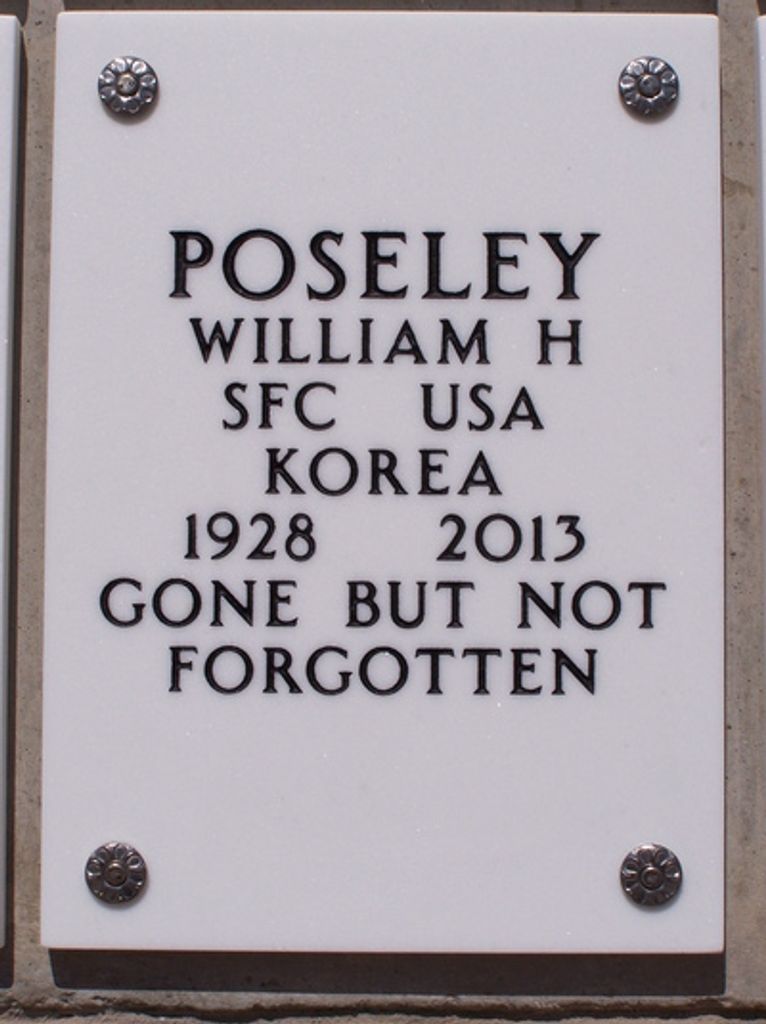 POSELEY
WILLIAM H
SFC USA
KOREA
1928 2013
GONE BUT NOT
FORGOTTEN